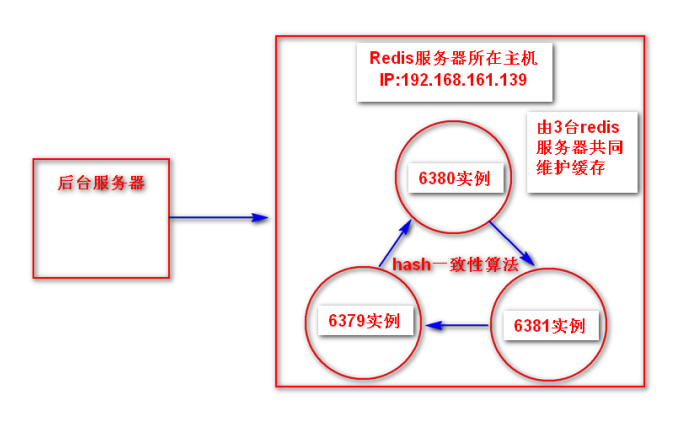 Redis服务器所在主机
IP:192.168.161.139
由3台redis
服务器共同
维护缓存
后台服务器
6380实例
hash一致性算法
6379实例
6381实例